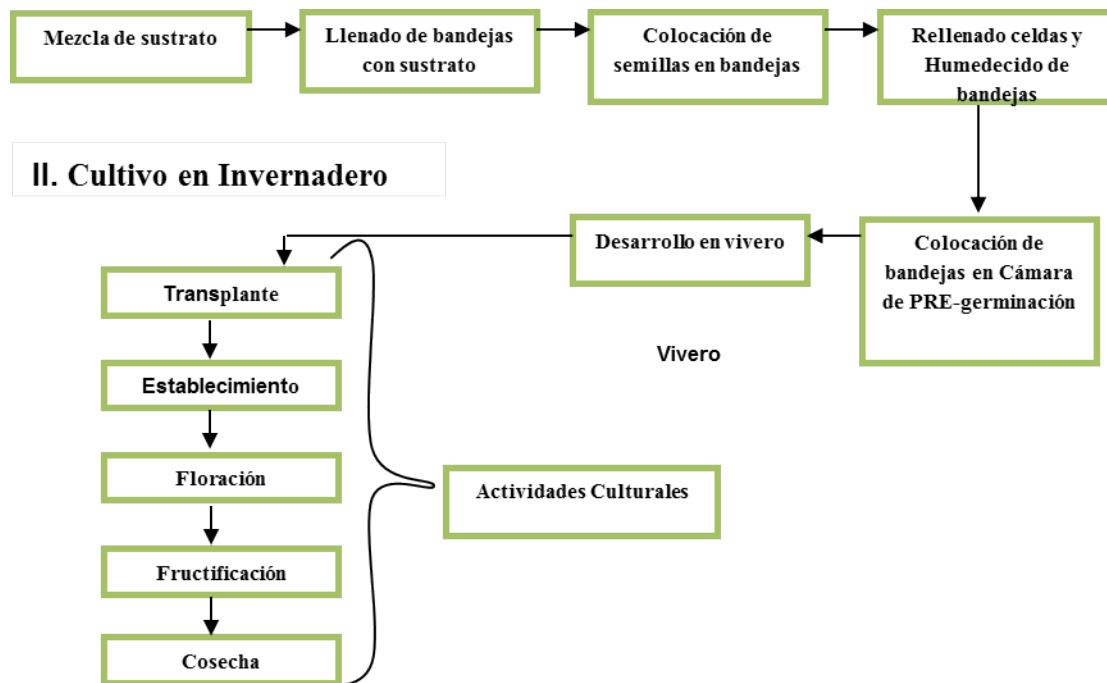 Mezcla de sustrato
Llenado de bandejas
con sustrato
Colocación de
semillas en bandejas
Rellenado celdas y
Humedecido de
bandejas
II. Cultivo en Invernadero
Desarrollo en vivero
Colocación de
bandejas en Cámara
de PRE-germinación
Transplante
Vivero
Establecimiento
Floración
Actividades Culturales
Fructificación
Cosecha